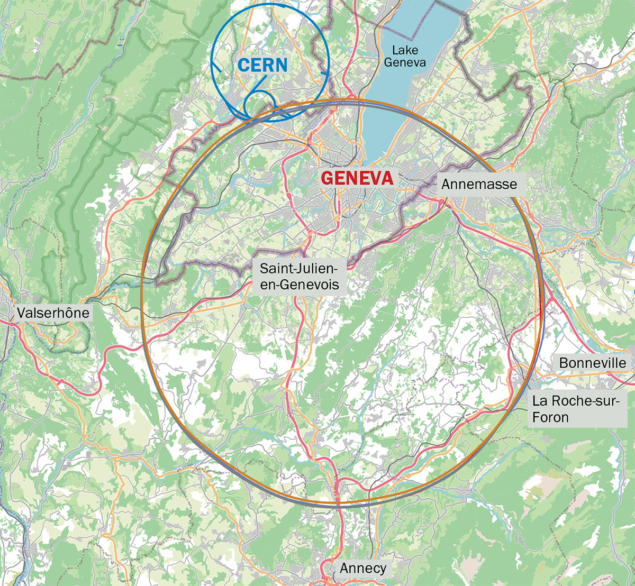 Lake
Geneva
CERN
GENEVA
Annemasse
Saint-Julien-
en-Genevois
Valserhône
Bonneville
La Roche-sur-
Foron
Annecy